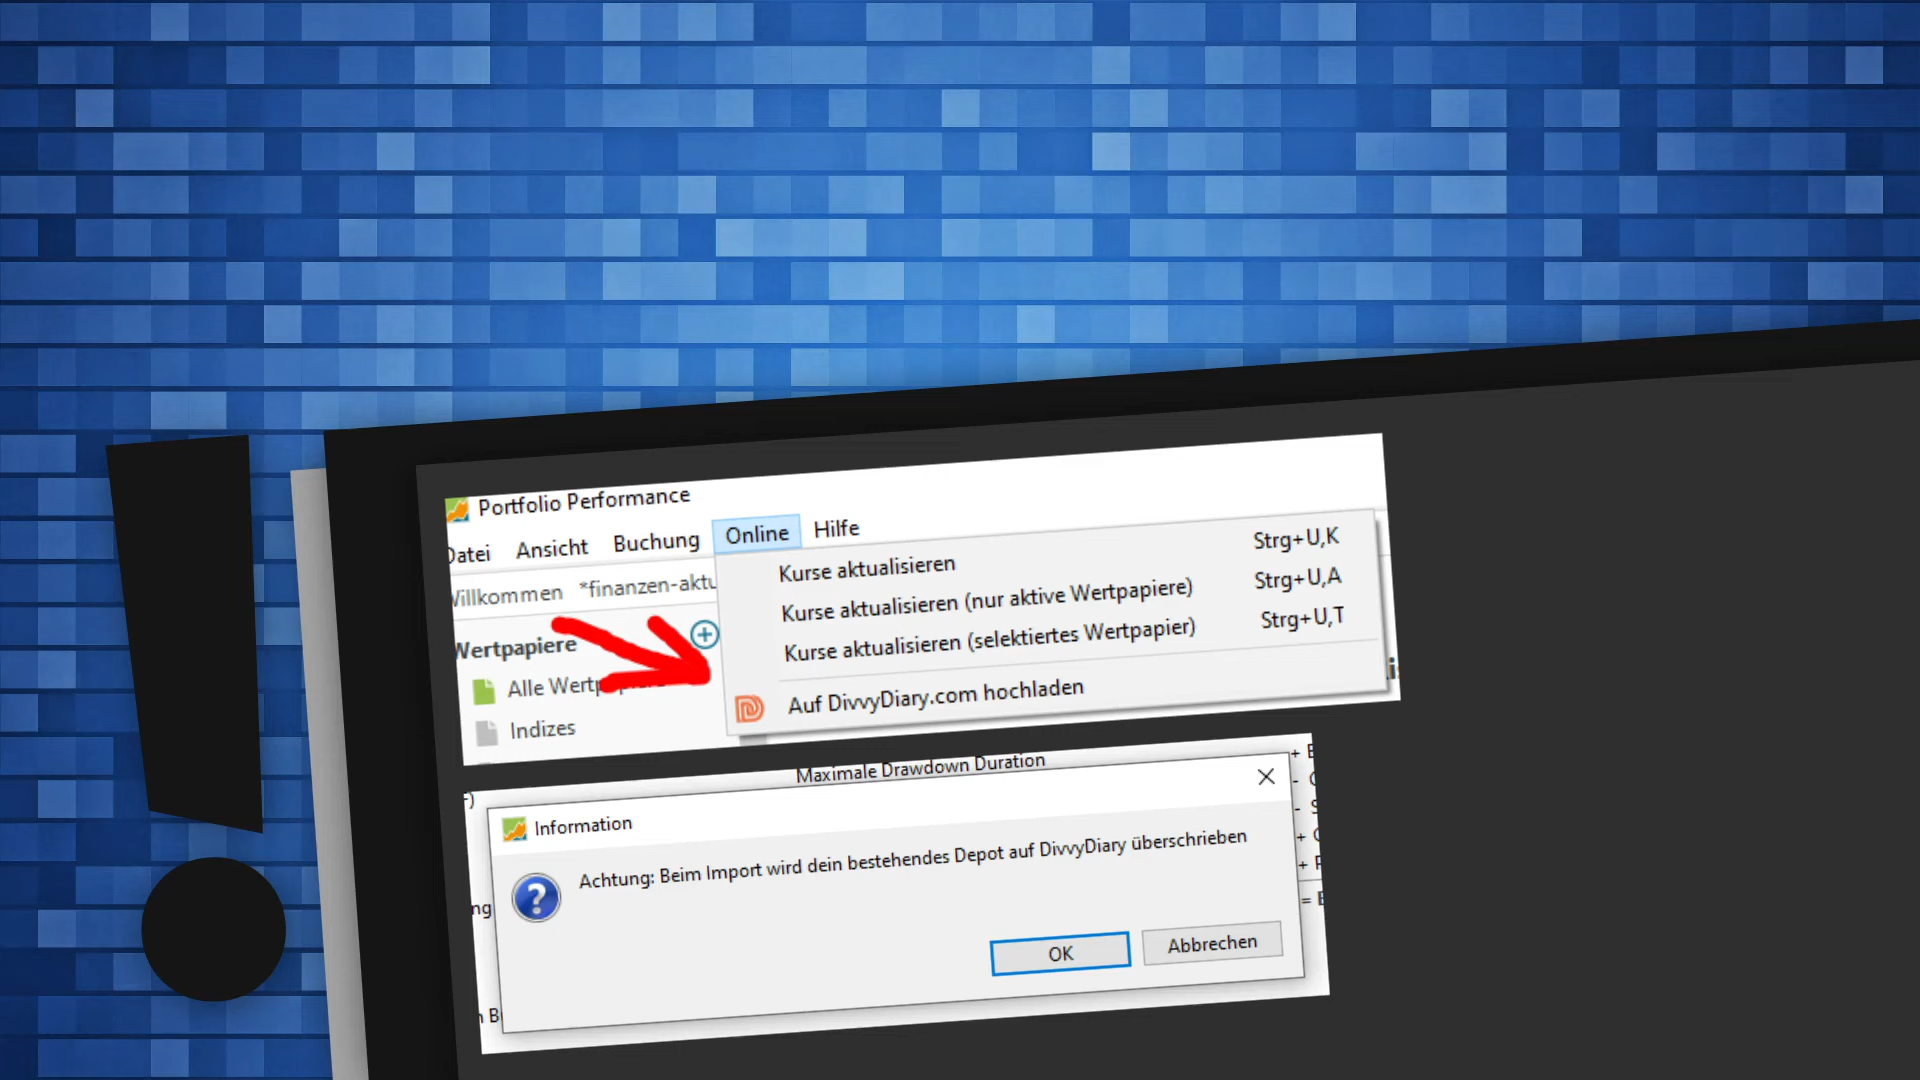 Portfolio Performance
Datei Ansicht Buchung Online Hilfe
Willkommen *finanzen-aktu
Kurse aktualisieren Strg+U,K
Kurse aktualisieren (nur aktive Wertpapiere) Strg+U,A
Kurse aktualisieren (selektiertes Wertpapier) Strg+U,T
Auf DivvyDiary.com hochladen
Wertpapiere
Alle Wertpapiere
Indizes
Maximale Drawdown Duration
Information
Achtung: Beim Import wird dein bestehendes Depot auf DivvyDiary überschrieben
OK Abbrechen